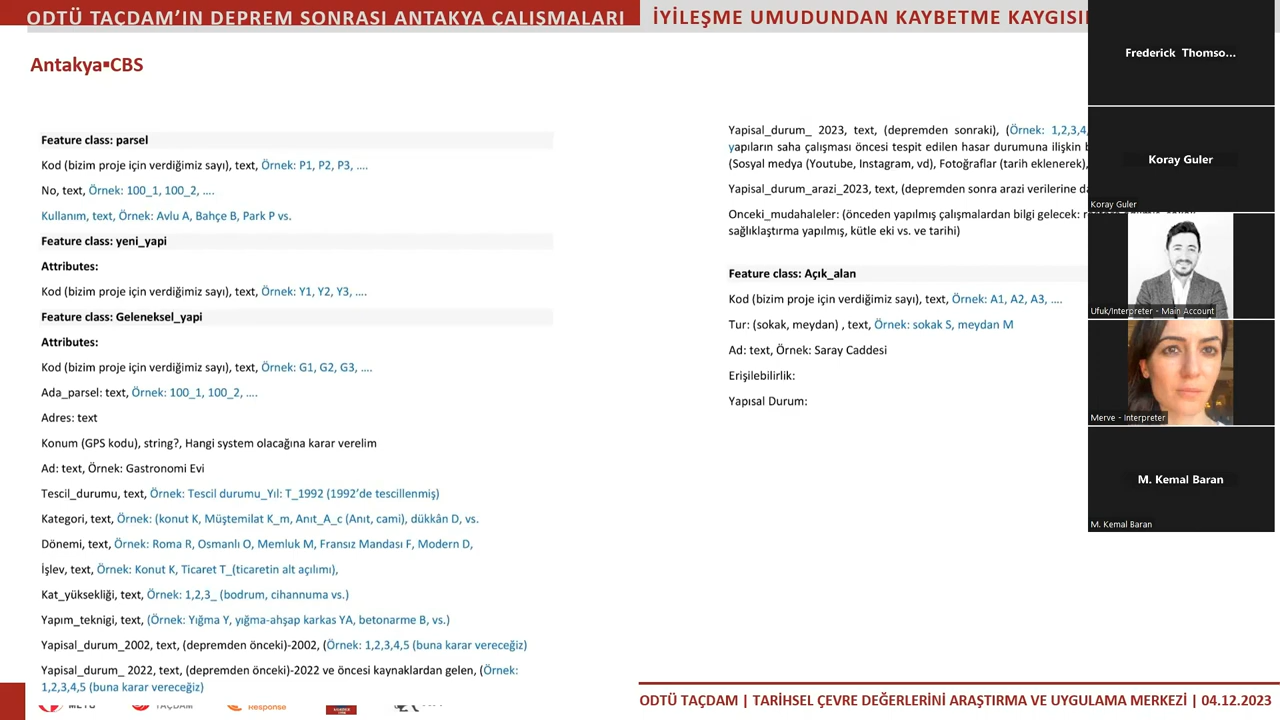 ODTÜ TAÇDAM'IN DEPREM SONRASI ANTAKYA ÇALIŞMALARI
İYİLEŞME UMUDUNDAN KAYBETME
Antakya▪CBS
Feature class: parsel
Kod (bizim proje için verdiğimiz sayı), text, Örnek: P1, P2, P3, ....
No, text, Örnek: 100_1, 100_2, ....
Kullanım, text, Örnek: Avlu A, Bahçe B, Park P vs.
Feature class: yeni_yapi
Attributes:
Kod (bizim proje için verdiğimiz sayı), text, Örnek: Y1, Y2, Y3, ....
Feature class: Geleneksel_yapi
Attributes:
Kod (bizim proje için verdiğimiz sayı), text, Örnek: G1, G2, G3, ....
Ada_parsel: text, Örnek: 100_1, 100_2, ....
Adres: text
Konum (GPS kodu), string?, Hangi system olacağına karar verelim
Ad: text, Örnek: Gastronomi Evi
Tescil_durumu, text, Örnek: Tescil durumu_Yıl: T_1992 (1992'de tescillenmiş)
Kategori, text, Örnek: (konut K, Müştemilat K_m, Anıt_A_c (Anıt, cami), dükkân D, vs.
Dönemi, text, Örnek: Roma R, Osmanlı O, Memluk M, Fransız Mandası F, Modern D,
İşlev, text, Örnek: Konut K, Ticaret T_(ticaretin alt açılımı),
Kat_yüksekliği, text, Örnek: 1,2,3_ (bodrum, cihannuma vs.)
Yapım_teknigi, text, (Örnek: Yığma Y, yığma-ahşap karkas YA, betonarme B, vs.)
Yapisal_durum_2002, text, (depremden önceki)-2002, (Örnek: 1,2,3,4,5 (buna karar vereceğiz)
Yapisal_durum_ 2022, text, (depremden önceki)-2022 ve öncesi kaynaklardan gelen, (Örnek:
1,2,3,4,5 (buna karar vereceğiz)
Yapisal_durum_ 2023, text, (depremden sonraki), (Örnek: 1,2,3,4,
yapıların saha çalışması öncesi tespit edilen hasar durumuna ilişkin
(Sosyal medya (Youtube, Instagram, vd), Fotoğraflar (tarih eklenerek),
Yapisal_durum_arazi_2023, text, (depremden sonra arazi verilerine
Onceki_mudahaleler: (önceden yapılmış çalışmalardan bilgi gelecek:
sağlıklaştırma yapılmış, kütle eki vs. ve tarihi)
Feature class: Açık_alan
Kod (bizim proje için verdiğimiz sayı), text, Örnek: A1, A2, A3, ....
Tur: (sokak, meydan) , text, Örnek: sokak S, meydan M
Ad: text, Örnek: Saray Caddesi
Erişilebilirlik:
Yapısal Durum:
Frederick Thomso...
Koray Guler
Koray Guler
Ufuk/Interpreter - Main Account
Merve - Interpreter
M. Kemal Baran
M. Kemal Baran
METU
TAÇDAM
Response
ODTÜ TAÇDAM | TARİHSEL ÇEVRE DEĞERLERİNİ ARAŞTIRMA VE UYGULAMA MERKEZİ | 04.12.2023